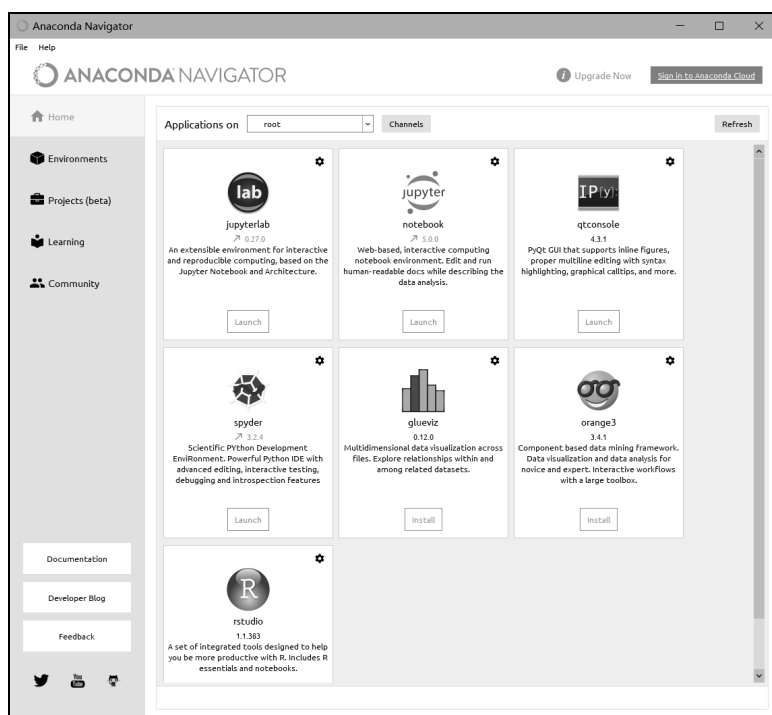 Anaconda Navigator
File Help
ANACONDA NAVIGATOR
Upgrade Now
Sign in to Anaconda Cloud
Home
Environments
Projects (beta)
Learning
Community
Documentation
Developer Blog
Feedback
You
Tube
Applications on root Channels Refresh
lab
jupyterlab
0.27.0
An extensible environment for interactive
and reproducible computing, based on the
Jupyter Notebook and Architecture.
Launch
jupyter
notebook
5.0.0
Web-based, interactive computing
notebook environment. Edit and run
human-readable docs while describing the
data analysis.
Launch
IP[y]:
qtconsole
4.3.1
PyQt GUI that supports inline figures,
proper multiline editing with syntax
highlighting, graphical calltips, and more.
Launch
spyder
3.2.4
Scientific PYthon Development
EnviRonment. Powerful Python IDE with
advanced editing, interactive testing,
debugging and introspection features
Launch
glueviz
0.12.0
Multidimensional data visualization across
files. Explore relationships within and
among related datasets.
Install
orange3
3.4.1
Component based data mining framework.
Data visualization and data analysis for
novice and expert. Interactive workflows
with a large toolbox.
Install
R
rstudio
1.1.383
A set of integrated tools designed to help
you be more productive with R. Includes R
essentials and notebooks.